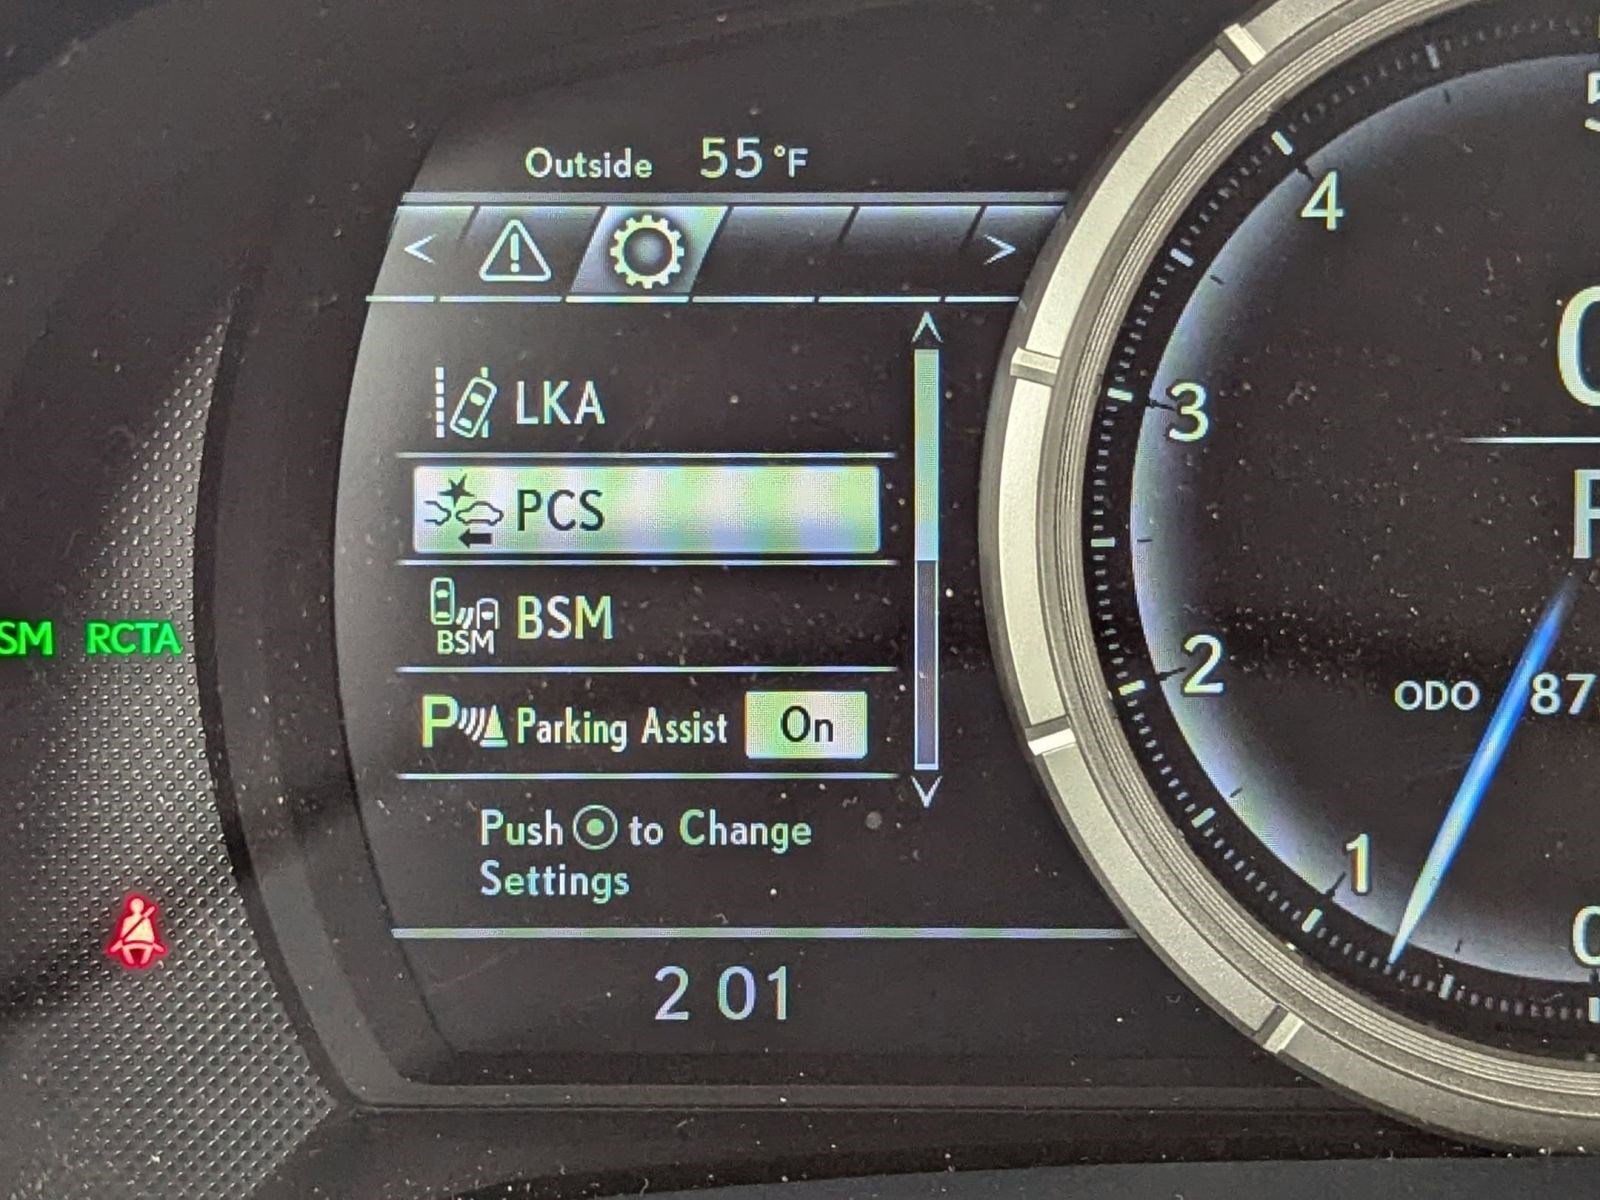 Outside 55°F
< >
LKA
PCS
BSM BSM
Parking Assist On
Push to Change
Settings
2 01
RCTA
4
3
2
1
ODO 87